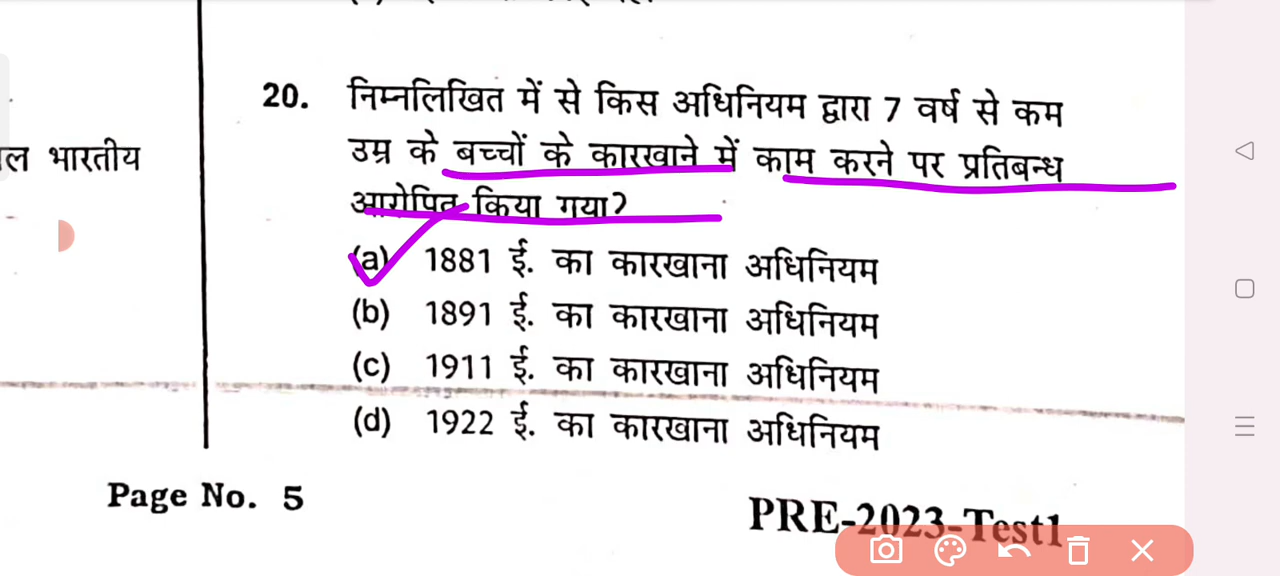 20. निम्नलिखित में से किस अधिनियम द्वारा 7 वर्ष से कम
उम्र के बच्चों के कारखाने में काम करने पर प्रतिबन्ध
आरोपित किया गया?
(a) 1881 ई. का कारखाना अधिनियम
(b) 1891 ई. का कारखाना अधिनियम
(c) 1911 ई. का कारखाना अधिनियम
(d) 1922 ई. का कारखाना अधिनियम
भारतीय
Page No. 5
PRE-2023-Test1